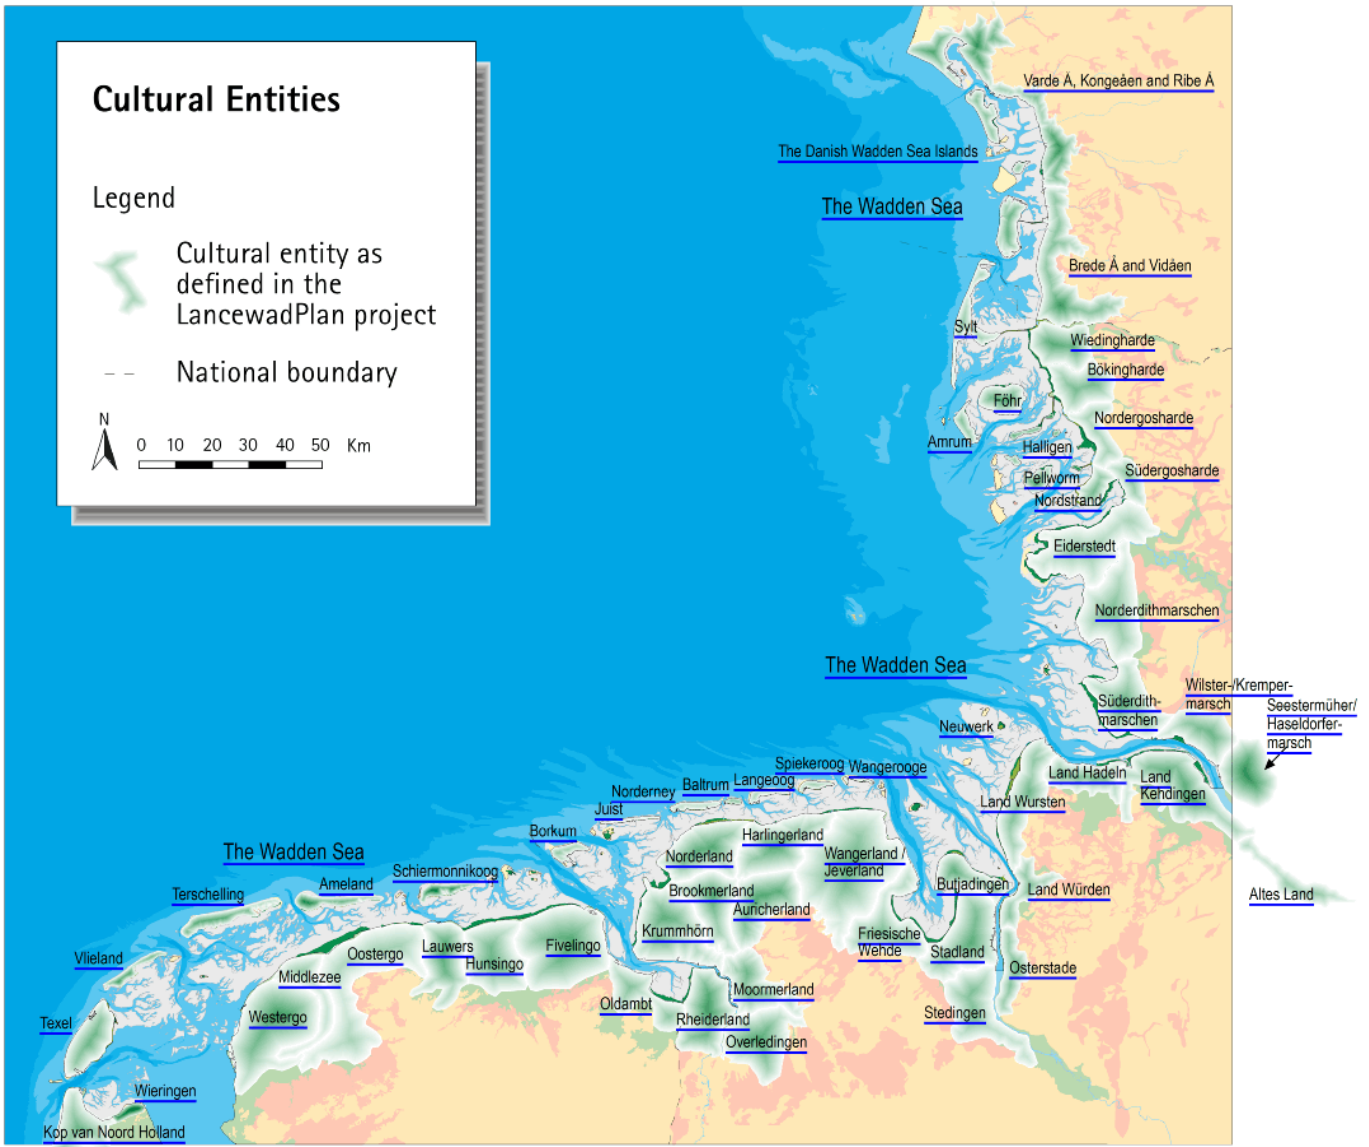 Cultural Entities
Legend
Cultural entity as
defined in the
LancewadPlan project
National boundary
N
0 10 20 30 40 50 Km
Varde Å, Kongeåen and Ribe Å
The Danish Wadden Sea Islands
The Wadden Sea
Brede Å and Vidåen
Sylt
Wiedingharde
Bökingharde
Föhr
Nordergosharde
Amrum
Halligen
Südergosharde
Pellworm
Nordstrand
Eiderstedt
Norderdithmarschen
The Wadden Sea
Wilster-/Kremper-
marsch
Süderdith-
marschen
Seestermüher/
Haseldorfer-
marsch
Neuwerk
Spiekeroog
Wangerooge
Land Hadeln
Land
Kehdingen
Langeoog
Baltrum
Norderney
Juist
Land Wursten
Borkum
Harlingerland
Norderland
Wangerland /
Jeverland
The Wadden Sea
Schiermonnikoog
Ameland
Terschelling
Brookmerland
Butjadingen
Land Würden
Altes Land
Auricherland
Krummhörn
Friesische
Wehde
Stadland
Fivelingo
Lauwers
Hunsingo
Oostergo
Vlieland
Middlezee
Osterstade
Moormerland
Oldambt
Rheiderland
Stedingen
Westergo
Texel
Overledingen
Wieringen
Kop van Noord Holland